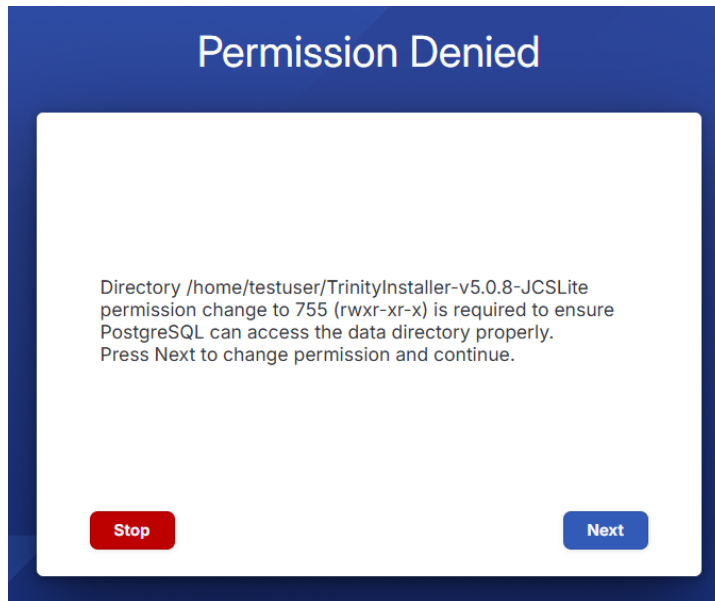 Permission Denied
Directory /home/testuser/TrinityInstaller-v5.0.8-JCSLite
permission change to 755 (rwxr-xr-x) is required to ensure
PostgreSQL can access the data directory properly.
Press Next to change permission and continue.
Stop
Next